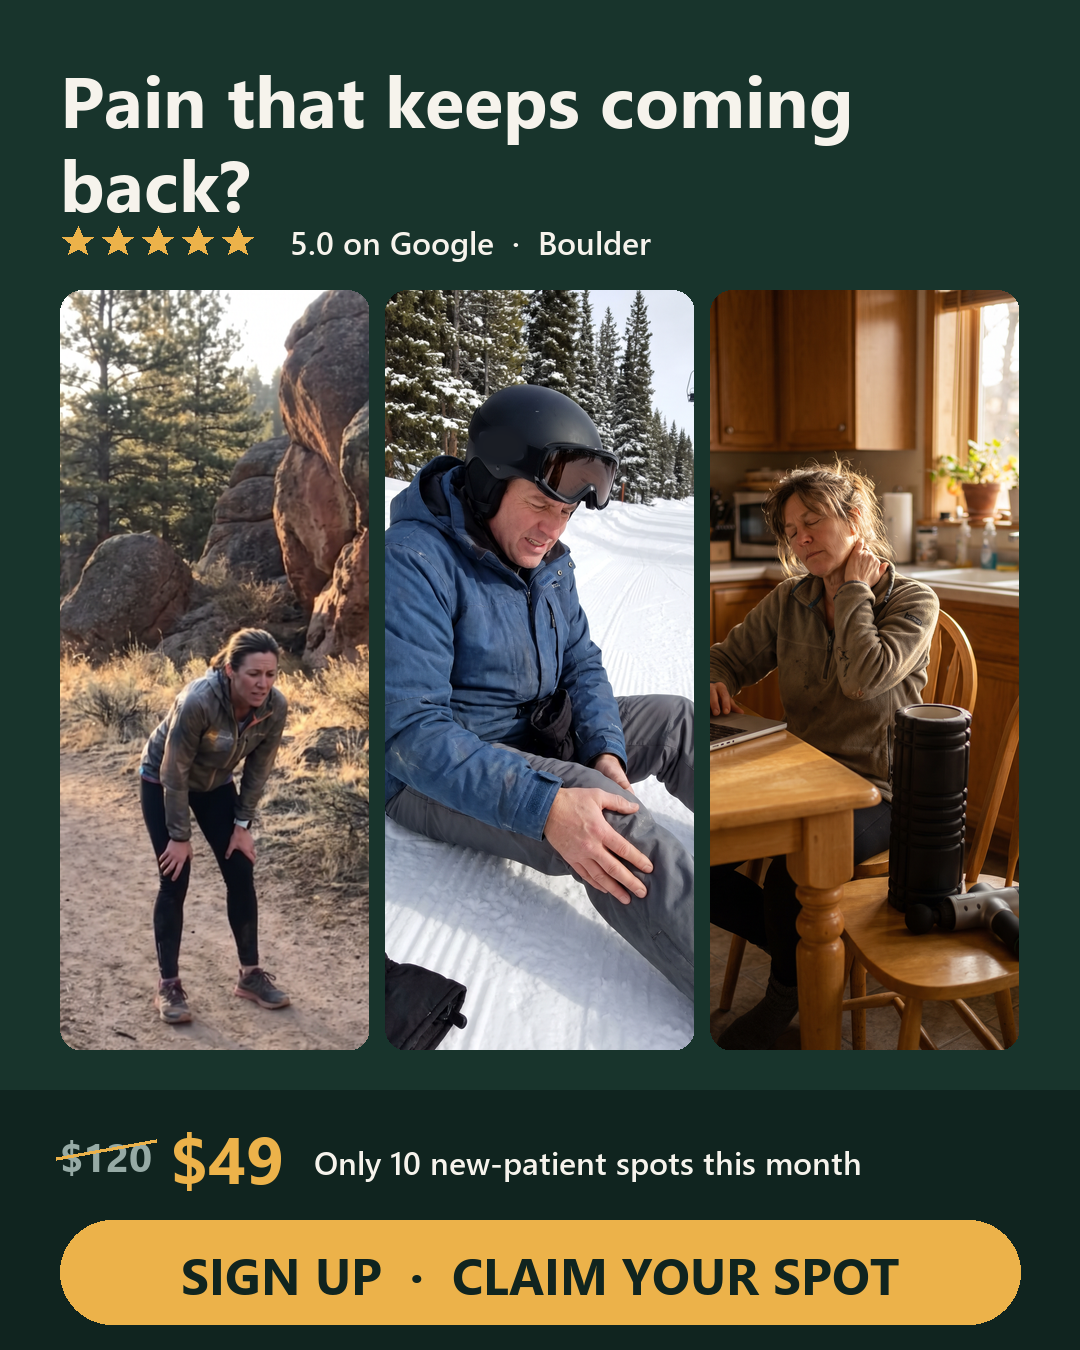 Pain that keeps coming
back?
5.0 on Google · Boulder
$120 $49 Only 10 new-patient spots this month
SIGN UP · CLAIM YOUR SPOT